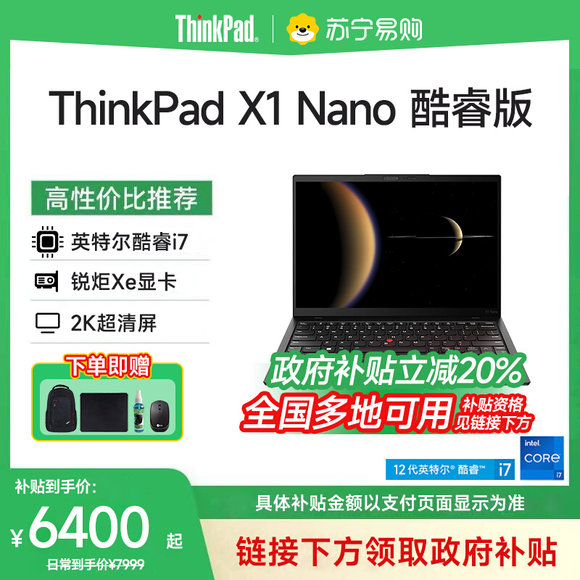 ThinkPad® 苏宁易购
ThinkPad X1 Nano 酷睿版
高性价比推荐
英特尔酷睿i7
锐炬Xe显卡
2K超清屏
下单即赠
政府补贴立减20%
全国多地可用
补贴资格
见链接下方
12代英特尔®酷睿™ i7
intel
CORE
i7
补贴到手价:
¥6400起
日常到手价¥7999
具体补贴金额以支付页面显示为准
链接下方领取政府补贴